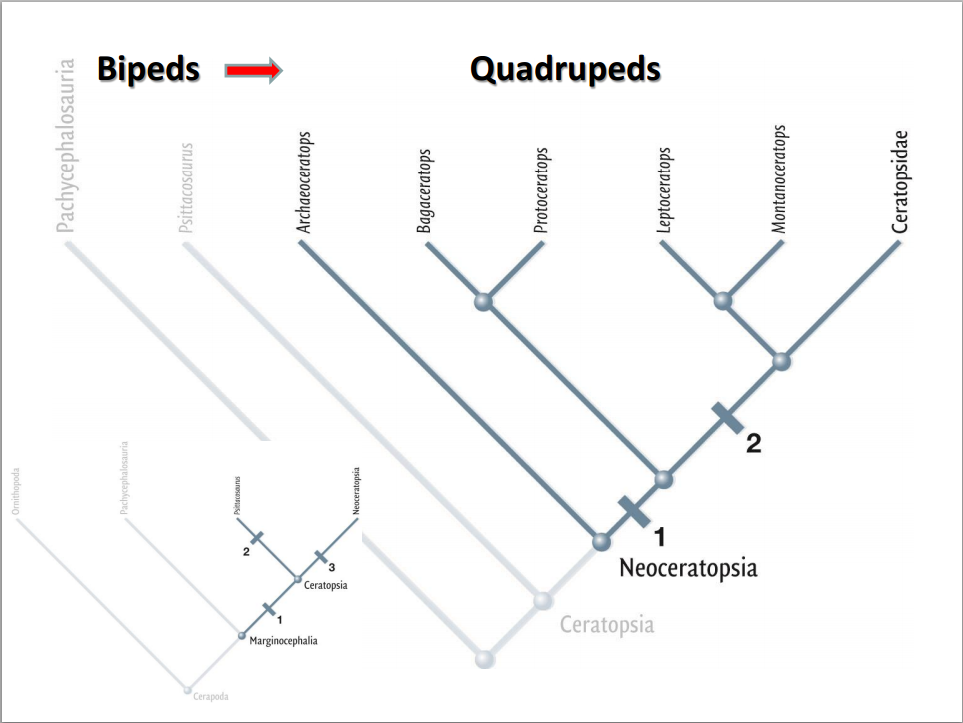 Bipeds
Quadrupeds
Pachycephalosauria
Psittacosaurus
Archaeoceratops
Bagaceratops
Protoceratops
Leptoceratops
Montanoceratops
Ceratopsidae
2
1
Neoceratopsia
Ceratopsia
Ornithopoda
Pachycephalosauria
Psittacosaurus
Neoceratopsia
2
3
Ceratopsia
1
Marginocephalia
Cerapoda